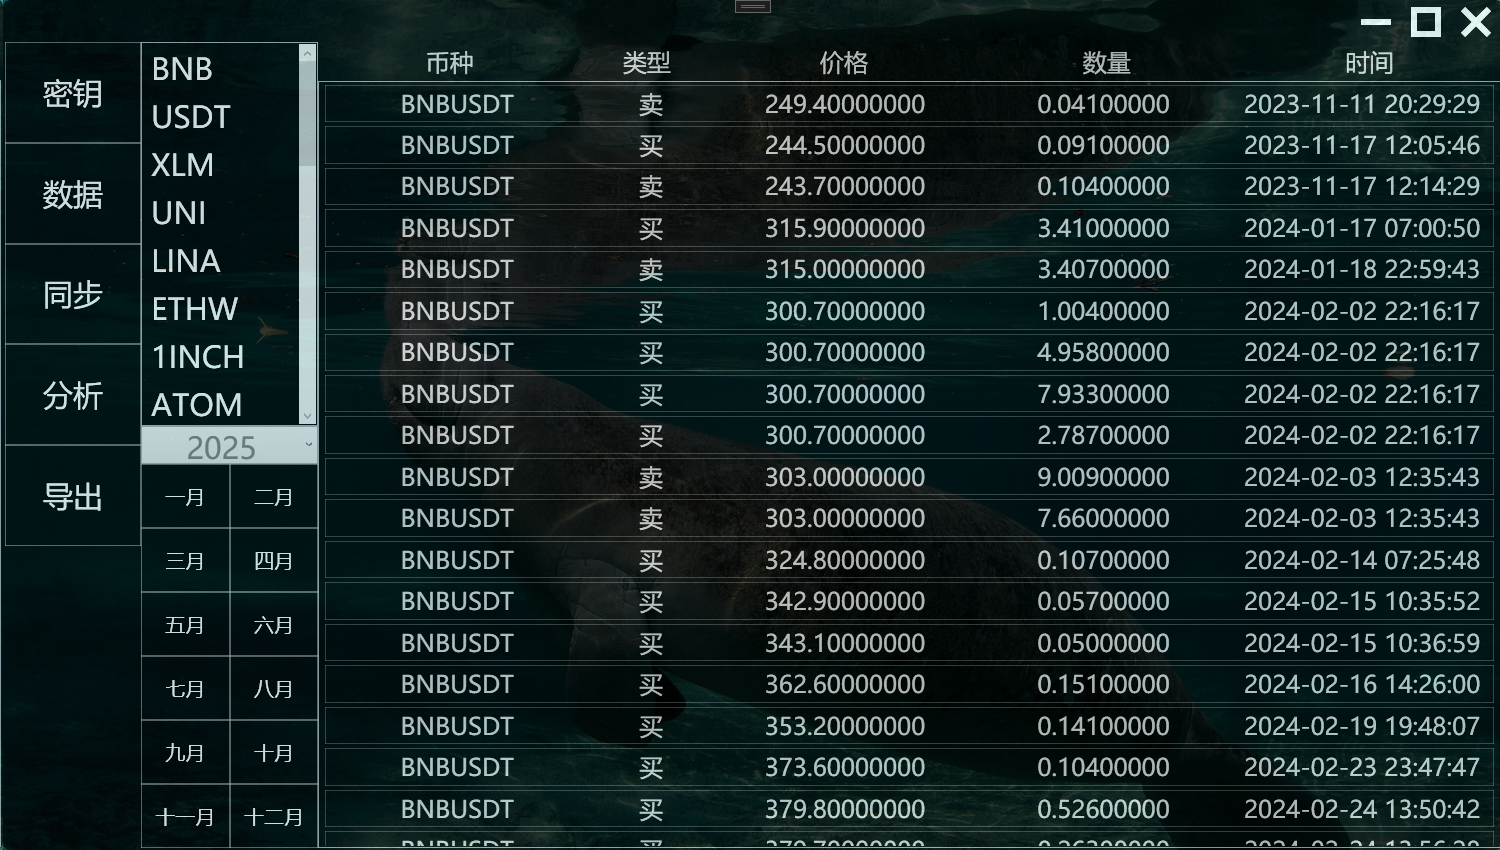 密钥
数据
同步
分析
导出
BNB
USDT
XLM
UNI
LINA
ETHW
1INCH
ATOM
2025
一月 二月
三月 四月
五月 六月
七月 八月
九月 十月
十一月 十二月
币种 类型 价格 数量 时间
BNBUSDT 卖 249.40000000 0.04100000 2023-11-11 20:29:29
BNBUSDT 买 244.50000000 0.09100000 2023-11-17 12:05:46
BNBUSDT 卖 243.70000000 0.10400000 2023-11-17 12:14:29
BNBUSDT 买 315.90000000 3.41000000 2024-01-17 07:00:50
BNBUSDT 卖 315.00000000 3.40700000 2024-01-18 22:59:43
BNBUSDT 买 300.70000000 1.00400000 2024-02-02 22:16:17
BNBUSDT 买 300.70000000 4.95800000 2024-02-02 22:16:17
BNBUSDT 买 300.70000000 7.93300000 2024-02-02 22:16:17
BNBUSDT 买 300.70000000 2.78700000 2024-02-02 22:16:17
BNBUSDT 卖 303.00000000 9.00900000 2024-02-03 12:35:43
BNBUSDT 卖 303.00000000 7.66000000 2024-02-03 12:35:43
BNBUSDT 买 324.80000000 0.10700000 2024-02-14 07:25:48
BNBUSDT 买 342.90000000 0.05700000 2024-02-15 10:35:52
BNBUSDT 买 343.10000000 0.05000000 2024-02-15 10:36:59
BNBUSDT 买 362.60000000 0.15100000 2024-02-16 14:26:00
BNBUSDT 买 353.20000000 0.14100000 2024-02-19 19:48:07
BNBUSDT 买 373.60000000 0.10400000 2024-02-23 23:47:47
BNBUSDT 买 379.80000000 0.52600000 2024-02-24 13:50:42